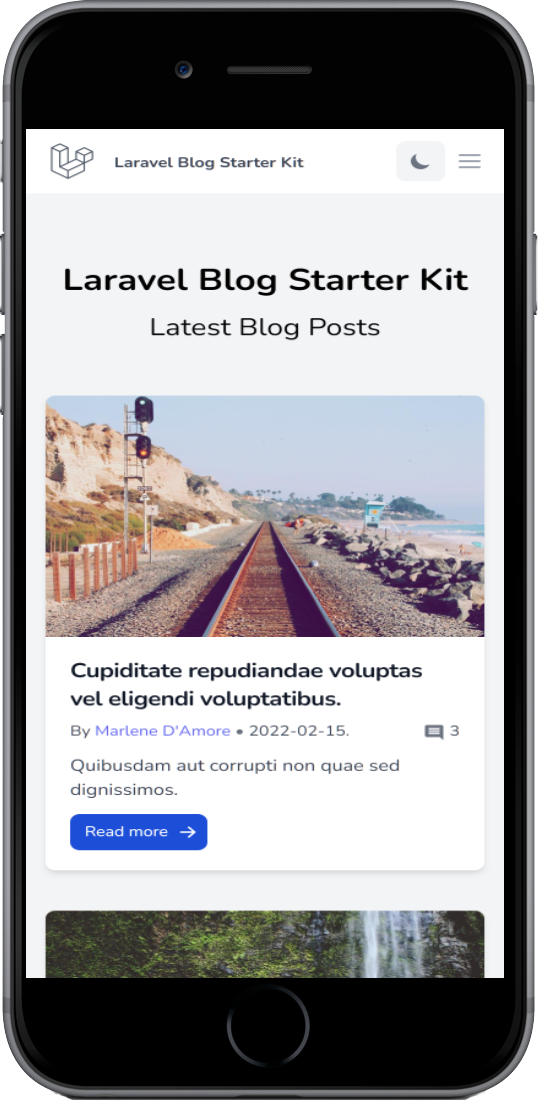 Laravel Blog Starter Kit
Laravel Blog Starter Kit
Latest Blog Posts
Cupiditate repudiandae voluptas
vel eligendi voluptatibus.
By Marlene D'Amore • 2022-02-15.
3
Quibusdam aut corrupti non quae sed
dignissimos.
Read more →